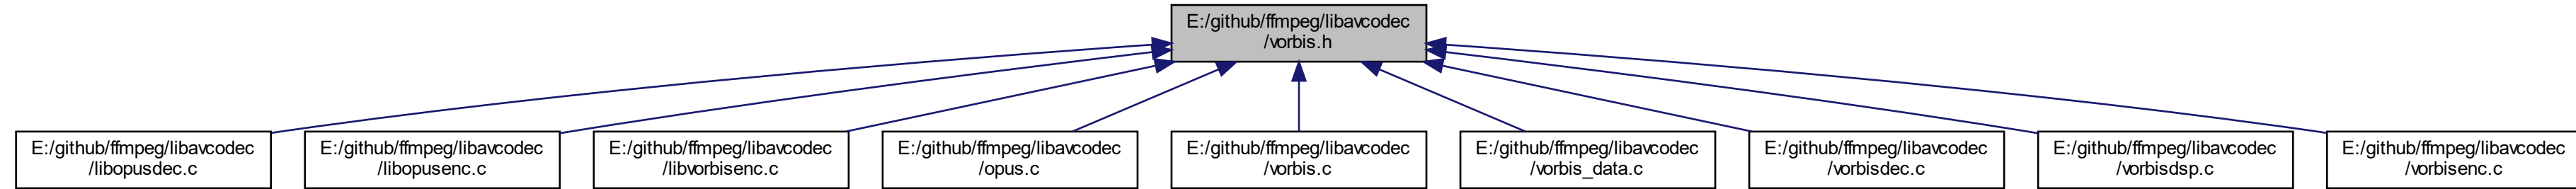 E:/github/ffmpeg/libavcodec
/vorbis.h
E:/github/ffmpeg/libavcodec
/libopusdec.c
E:/github/ffmpeg/libavcodec
/libopusenc.c
E:/github/ffmpeg/libavcodec
/libvorbisenc.c
E:/github/ffmpeg/libavcodec
/opus.c
E:/github/ffmpeg/libavcodec
/vorbis.c
E:/github/ffmpeg/libavcodec
/vorbis_data.c
E:/github/ffmpeg/libavcodec
/vorbisdec.c
E:/github/ffmpeg/libavcodec
/vorbisdsp.c
E:/github/ffmpeg/libavcodec
/vorbisenc.c